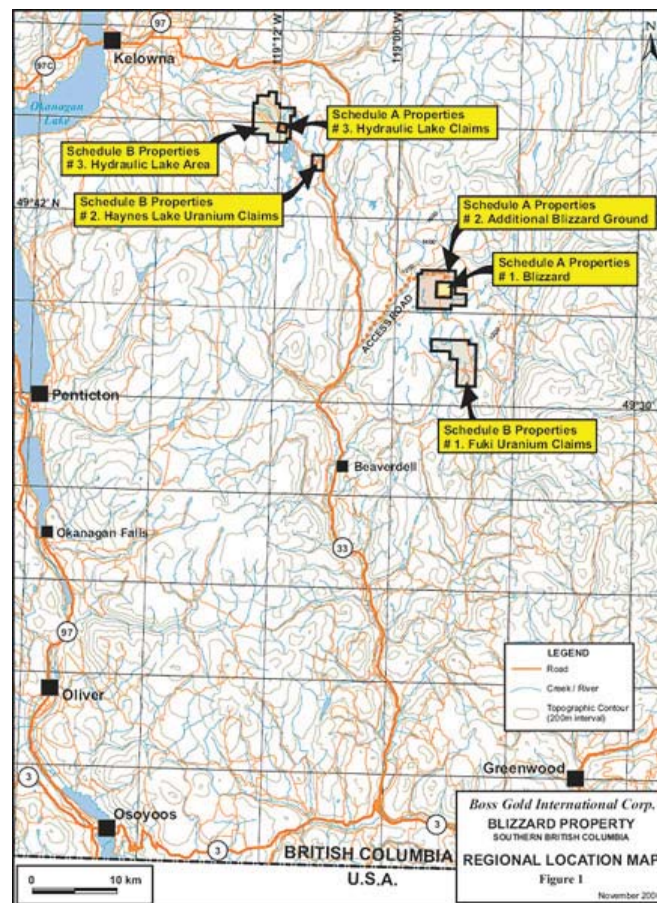 97
97C
Kelowna
119°12'
119°00'
N
Okanagan
Lake
Schedule A Properties
# 3. Hydraulic Lake Claims
Schedule B Properties
# 3. Hydraulic Lake Area
Schedule B Properties
# 2. Haynes Lake Uranium Claims
49°42' N
Schedule A Properties
# 2. Additional Blizzard Ground
Schedule A Properties
# 1. Blizzard
ACCESS ROAD
Penticton
49°30'
Schedule B Properties
# 1. Fuki Uranium Claims
Beaverdell
Okanagan Falls
33
97
LEGEND
Road
Creek / River
Topographic Contour
(200m interval)
Oliver
3
Greenwood
Osoyoos
3
3
BRITISH COLUMBIA
U.S.A.
0 10 km
Boss Gold International Corp.
BLIZZARD PROPERTY
SOUTHERN BRITISH COLUMBIA
REGIONAL LOCATION MAP
Figure 1
November